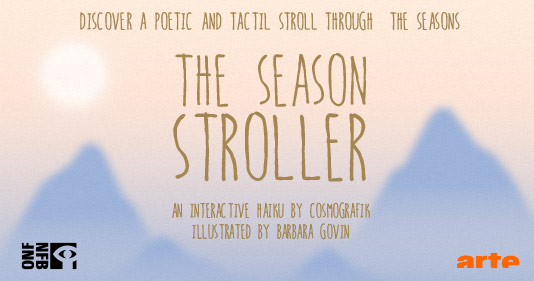 DISCOVER A POETIC AND TACTIL STROLL THROUGH THE SEASONS
THE SEASON
STROLLER
AN INTERACTIVE HAIKU BY COSMOGRAFIK
ILLUSTRATED BY BARBARA GOVIN
ONF
NFB
arte